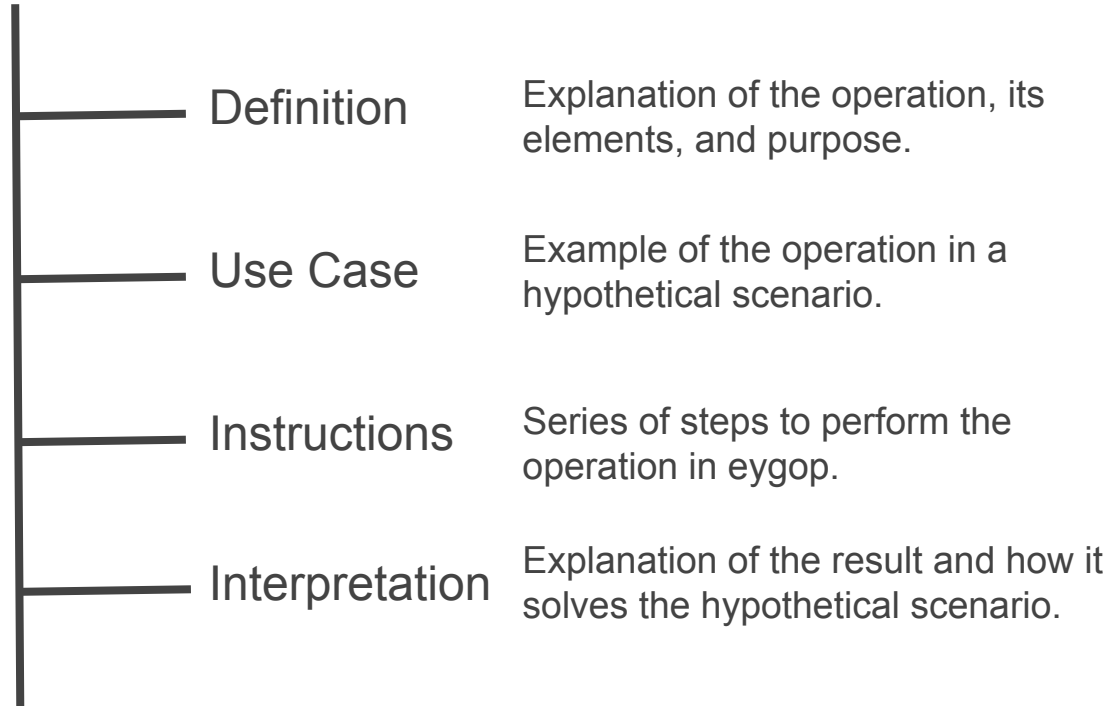 Definition
Explanation of the operation, its
elements, and purpose.
Use Case
Example of the operation in a
hypothetical scenario.
Instructions
Series of steps to perform the
operation in eygop.
Interpretation
Explanation of the result and how it
solves the hypothetical scenario.